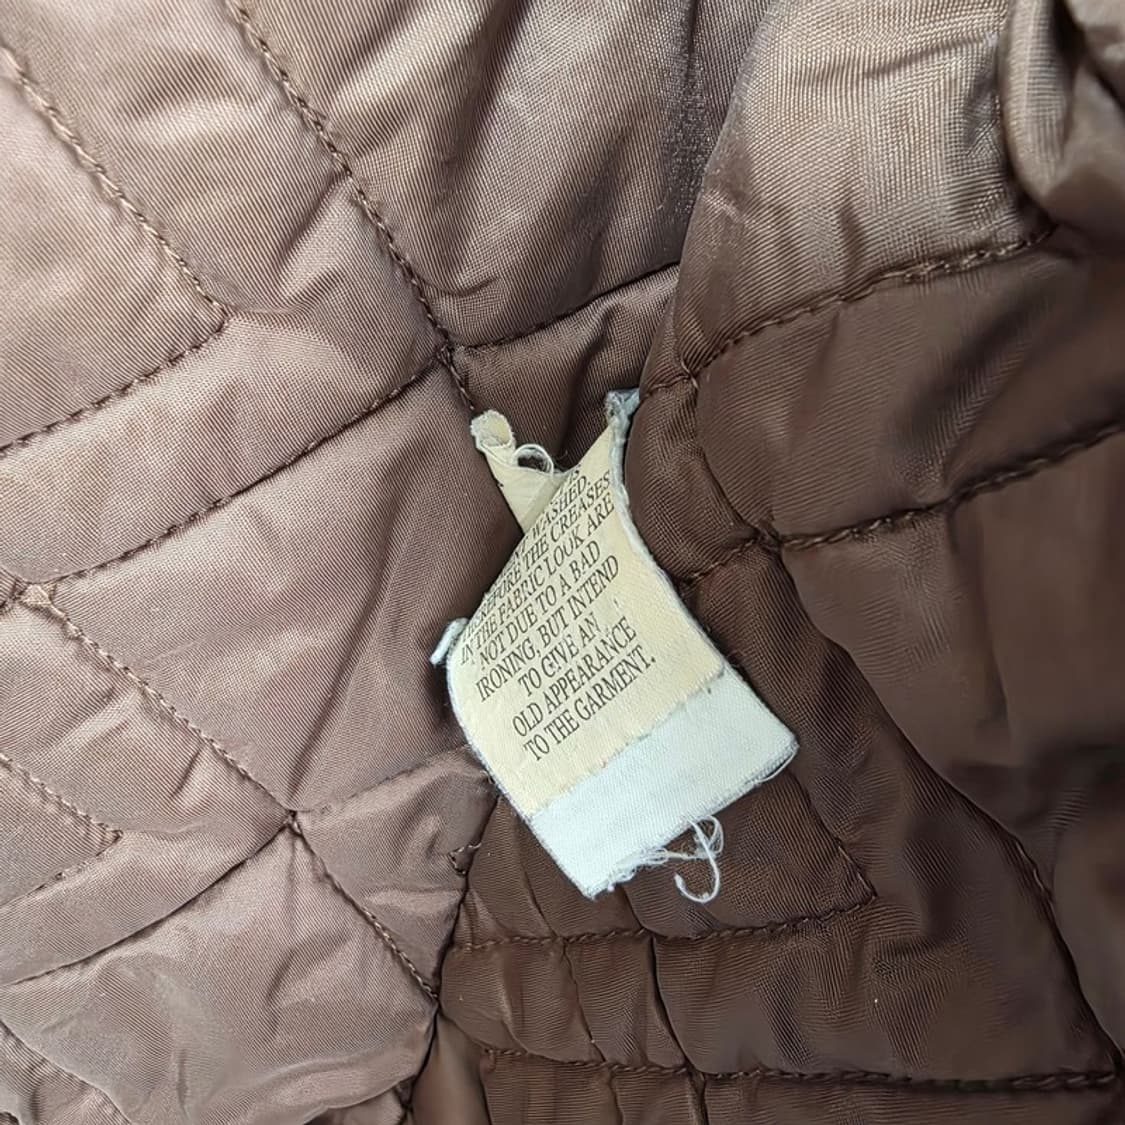 WASHED,
THEREFORE THE CREASES
IN THE FABRIC LOOK ARE
NOT DUE TO A BAD
IRONING, BUT INTEND
TO GIVE AN
OLD APPEARANCE
TO THE GARMENT.